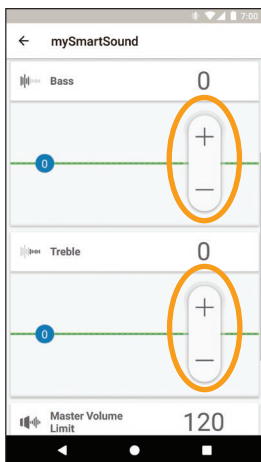 7:00
mySmartSound
Bass 0
+
0
−
Treble 0
+
0
−
Master Volume
Limit 120